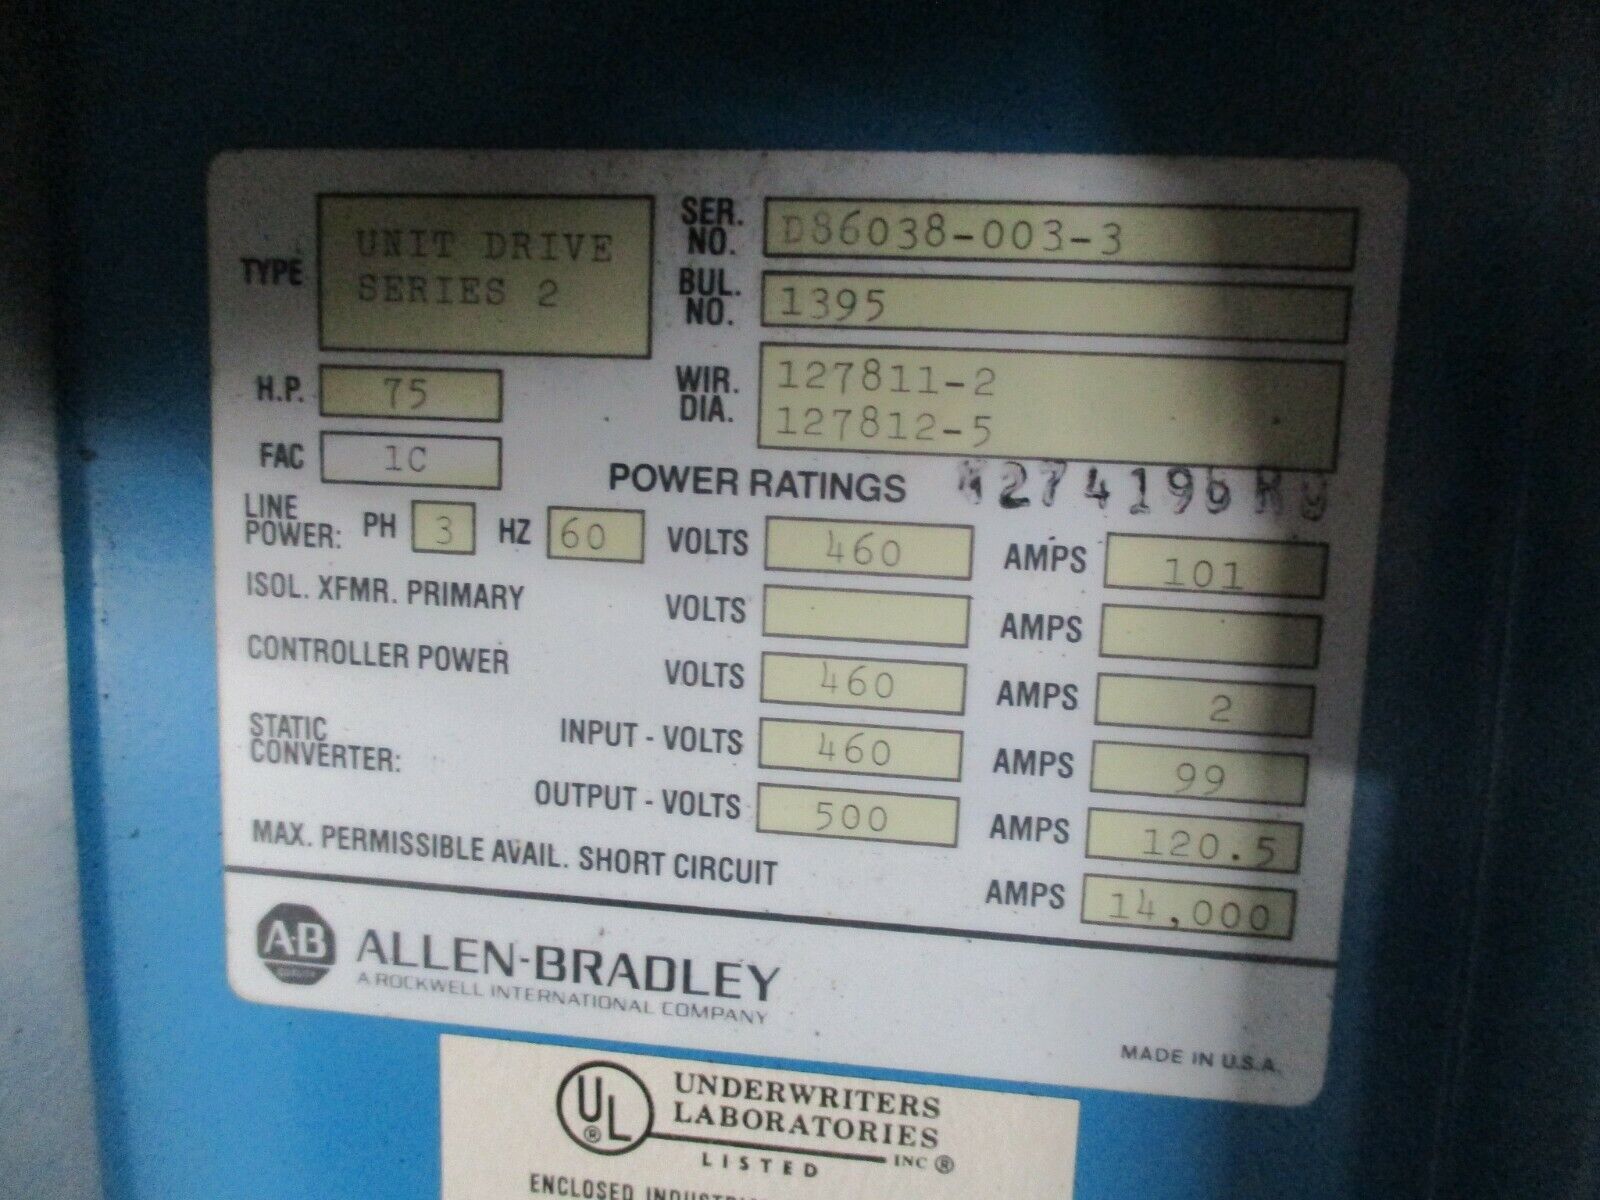 TYPE UNIT DRIVE
SERIES 2
SER. NO. D86038-003-3
BUL. NO. 1395
H.P. 75
WIR. DIA. 127811-2
127812-5
FAC 1C
POWER RATINGS
LINE POWER: PH 3 HZ 60 VOLTS 460 AMPS 101
ISOL. XFMR. PRIMARY VOLTS AMPS
CONTROLLER POWER VOLTS 460 AMPS 2
STATIC CONVERTER: INPUT - VOLTS 460 AMPS 99
OUTPUT - VOLTS 500 AMPS 120.5
MAX. PERMISSIBLE AVAIL. SHORT CIRCUIT AMPS 14,000
A-B
QUALITY
ALLEN-BRADLEY
A ROCKWELL INTERNATIONAL COMPANY
MADE IN U.S.A.
UL ®
UNDERWRITERS
LABORATORIES
INC ®
LISTED
ENCLOSED